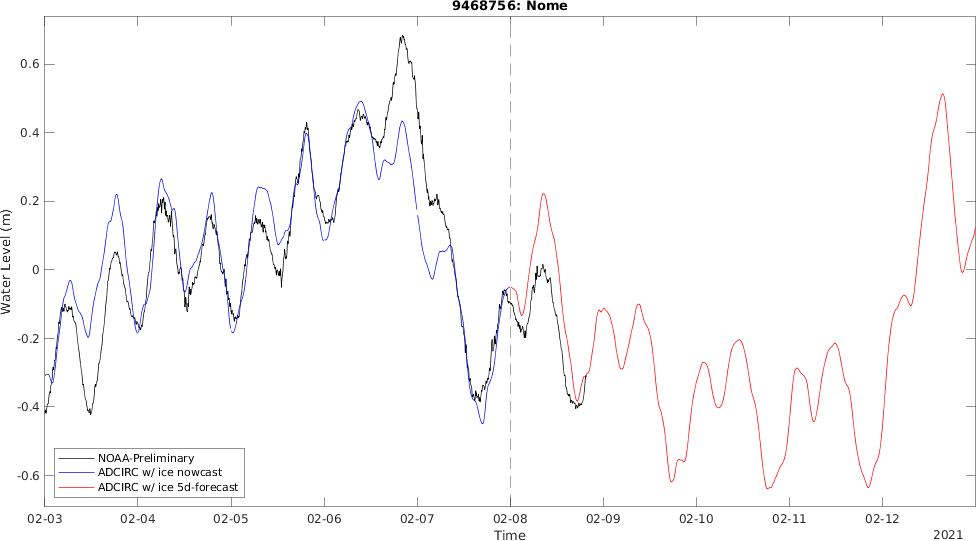 9468756: Nome
Water Level (m)
0.6
0.4
0.2
0
-0.2
-0.4
-0.6
NOAA-Preliminary
ADCIRC w/ ice nowcast
ADCIRC w/ ice 5d-forecast
02-03 02-04 02-05 02-06 02-07 02-08 02-09 02-10 02-11 02-12
Time
2021